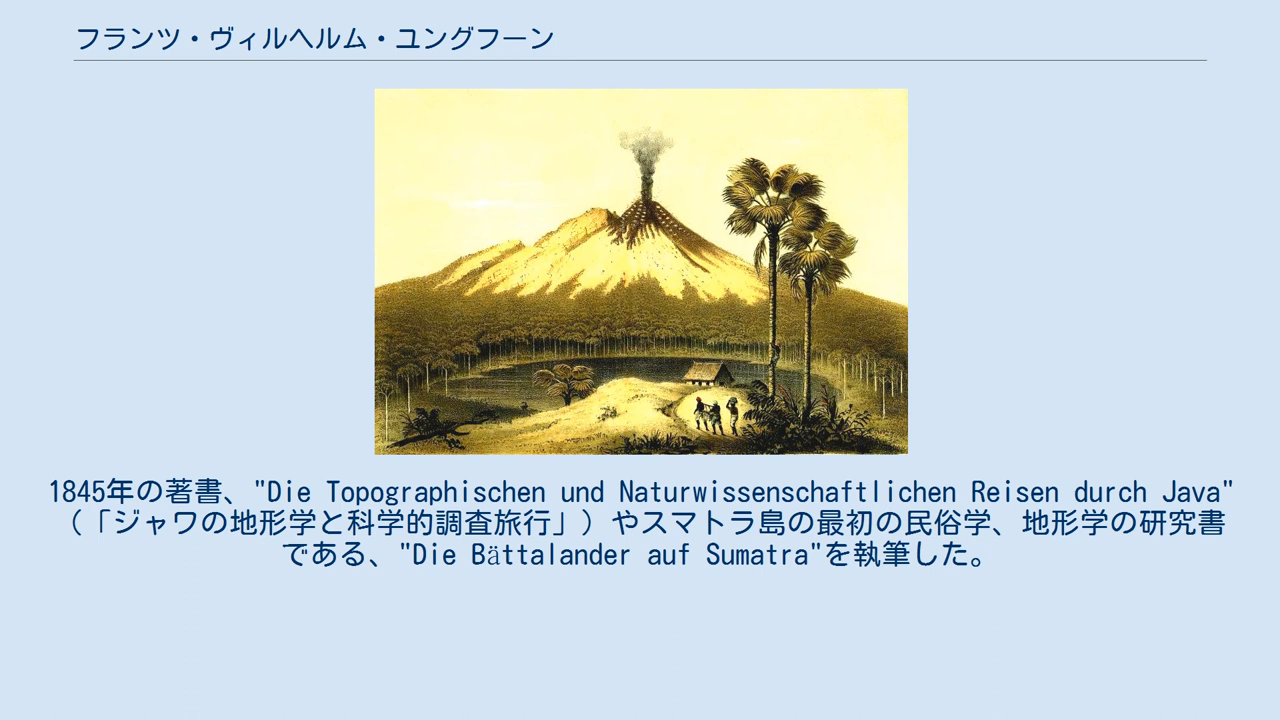 フランツ・ヴィルヘルム・ユングフーン
1845年の著書、"Die Topographischen und Naturwissenschaftlichen Reisen durch Java"
（「ジャワの地形学と科学的調査旅行」）やスマトラ島の最初の民俗学、地形学の研究書
である、"Die Bättalander auf Sumatra"を執筆した。